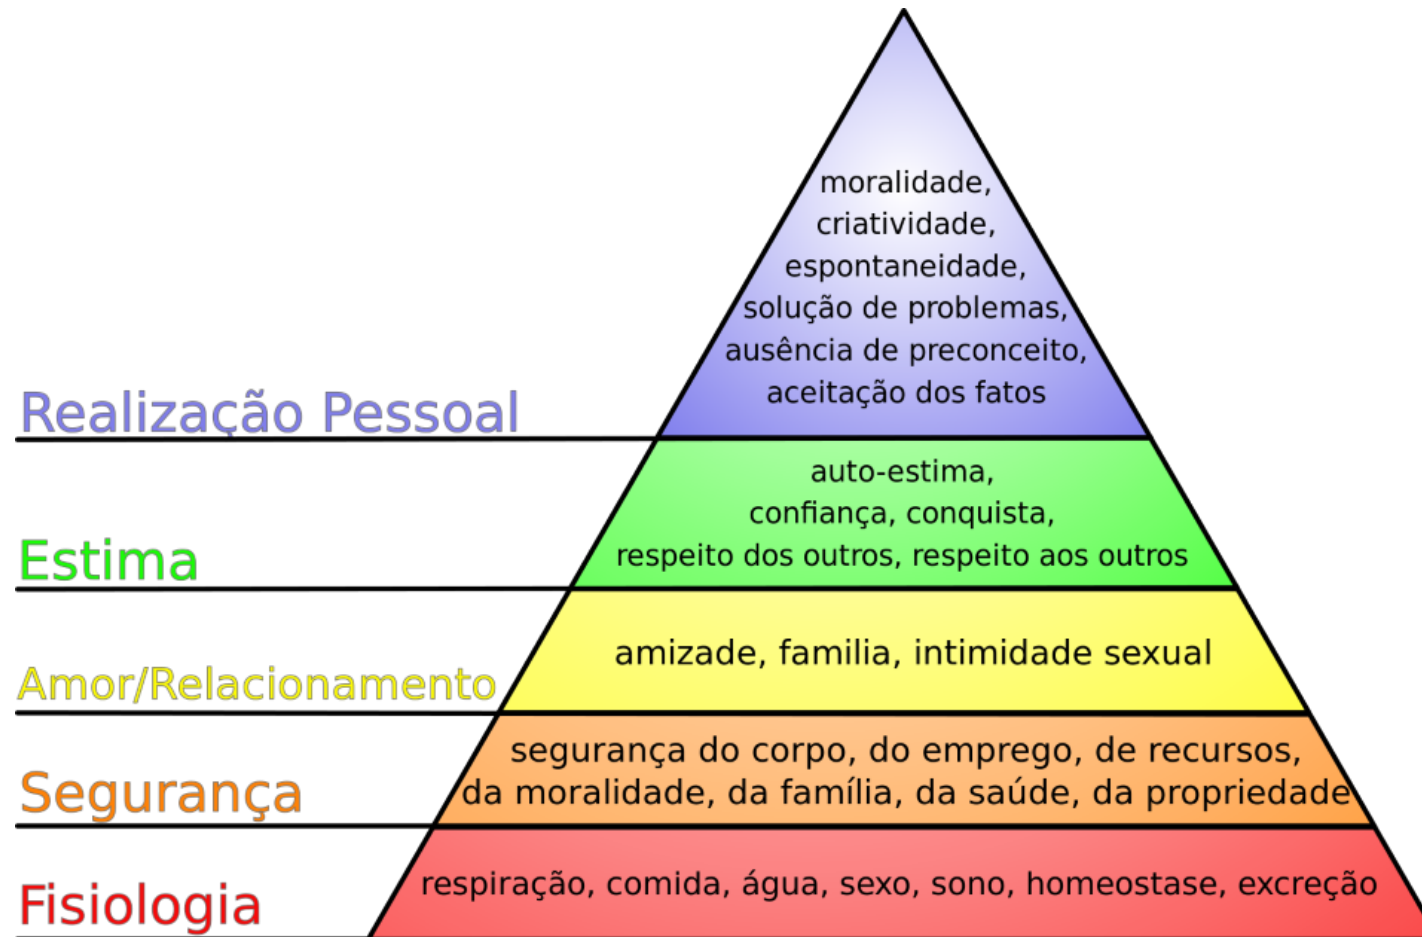 moralidade,
criatividade,
espontaneidade,
solução de problemas,
ausência de preconceito,
aceitação dos fatos
Realização Pessoal
auto-estima,
confiança, conquista,
respeito dos outros, respeito aos outros
Estima
amizade, familia, intimidade sexual
Amor/Relacionamento
segurança do corpo, do emprego, de recursos,
da moralidade, da família, da saúde, da propriedade
Segurança
respiração, comida, água, sexo, sono, homeostase, excreção
Fisiologia